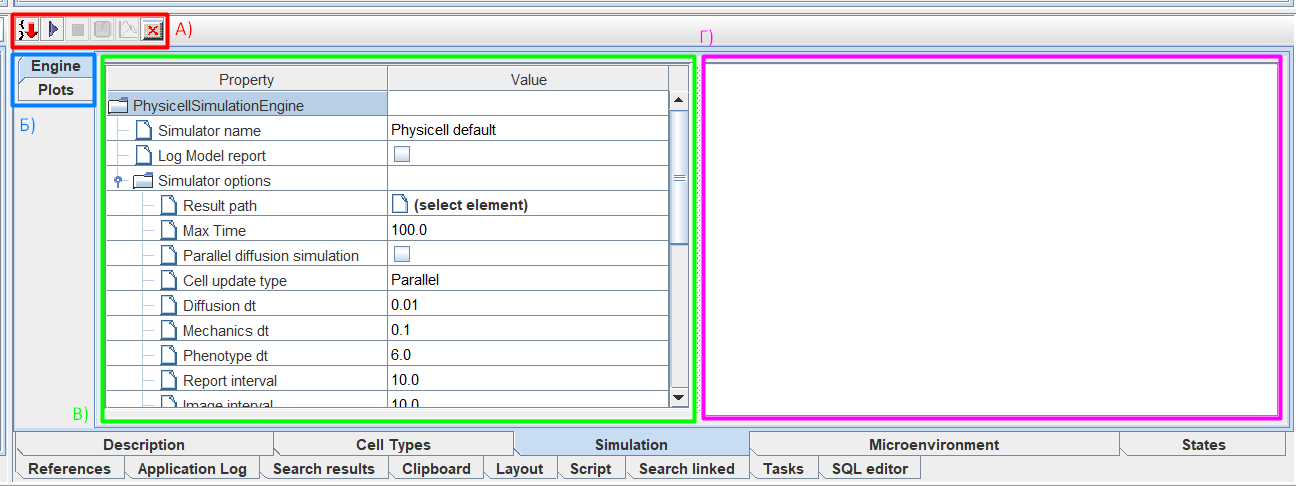 А)
Г)
Engine
Plots
Б)
Property Value
PhysicellSimulationEngine
Simulator name Physicell default
Log Model report
Simulator options
Result path (select element)
Max Time 100.0
Parallel diffusion simulation
Cell update type Parallel
Diffusion dt 0.01
Mechanics dt 0.1
Phenotype dt 6.0
Report interval 10.0
Image interval 10.0
В)
Description Cell Types Simulation Microenvironment States
References Application Log Search results Clipboard Layout Script Search linked Tasks SQL editor